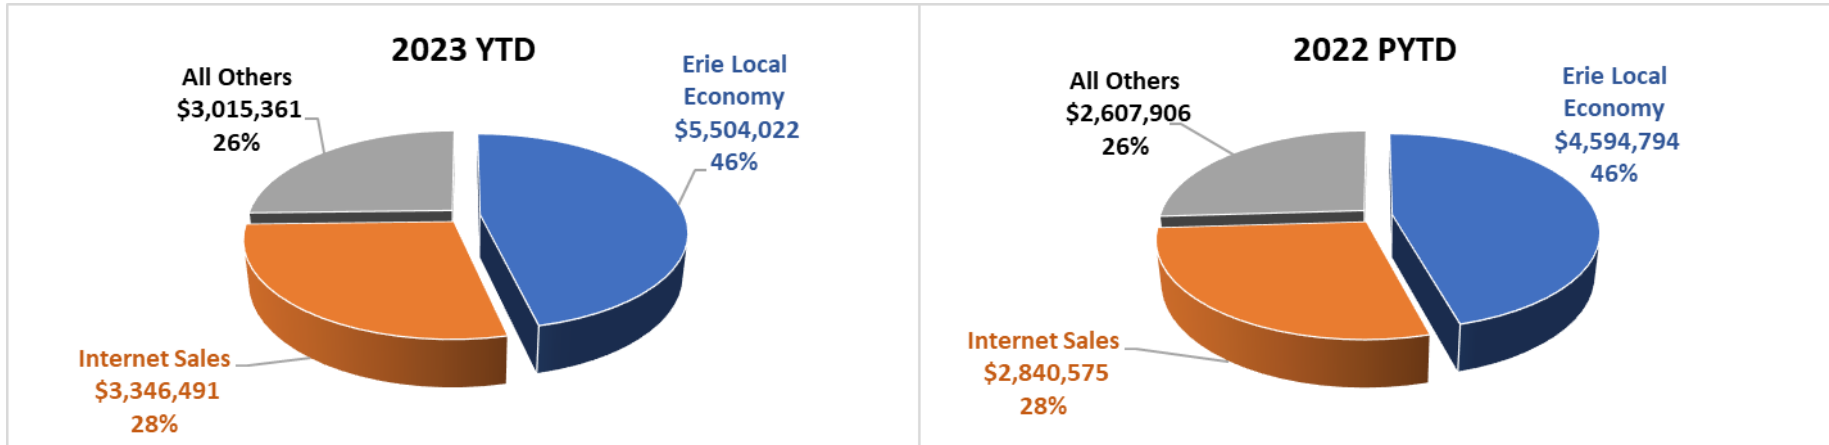 2023 YTD
All Others
$3,015,361
26%
Erie Local
Economy
$5,504,022
46%
Internet Sales
$3,346,491
28%
2022 PYTD
All Others
$2,607,906
26%
Erie Local
Economy
$4,594,794
46%
Internet Sales
$2,840,575
28%